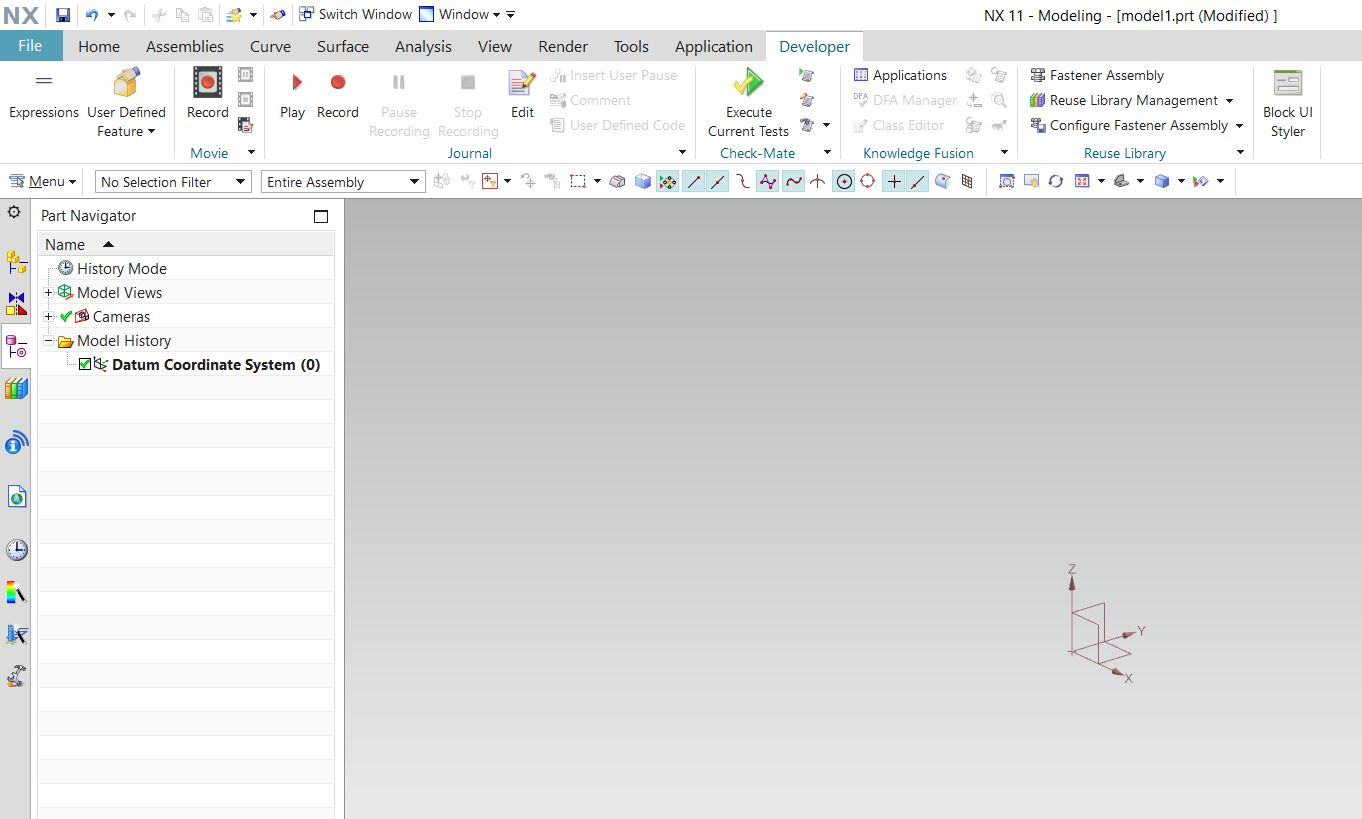 NX Switch Window Window NX 11 - Modeling - [model1.prt (Modified) ]
File Home Assemblies Curve Surface Analysis View Render Tools Application Developer
Expressions
User Defined
Feature
Record
Movie
Play
Record
Pause
Recording
Stop
Recording
Edit
Insert User Pause
Comment
User Defined Code
Journal
Execute
Current Tests
Check-Mate
Applications
DFA DFA Manager
Class Editor
Knowledge Fusion
Fastener Assembly
Reuse Library Management
Configure Fastener Assembly
Reuse Library
Block UI
Styler
Menu No Selection Filter Entire Assembly
Part Navigator
Name
History Mode
Model Views
Cameras
Model History
Datum Coordinate System (0)
Z
Y
X